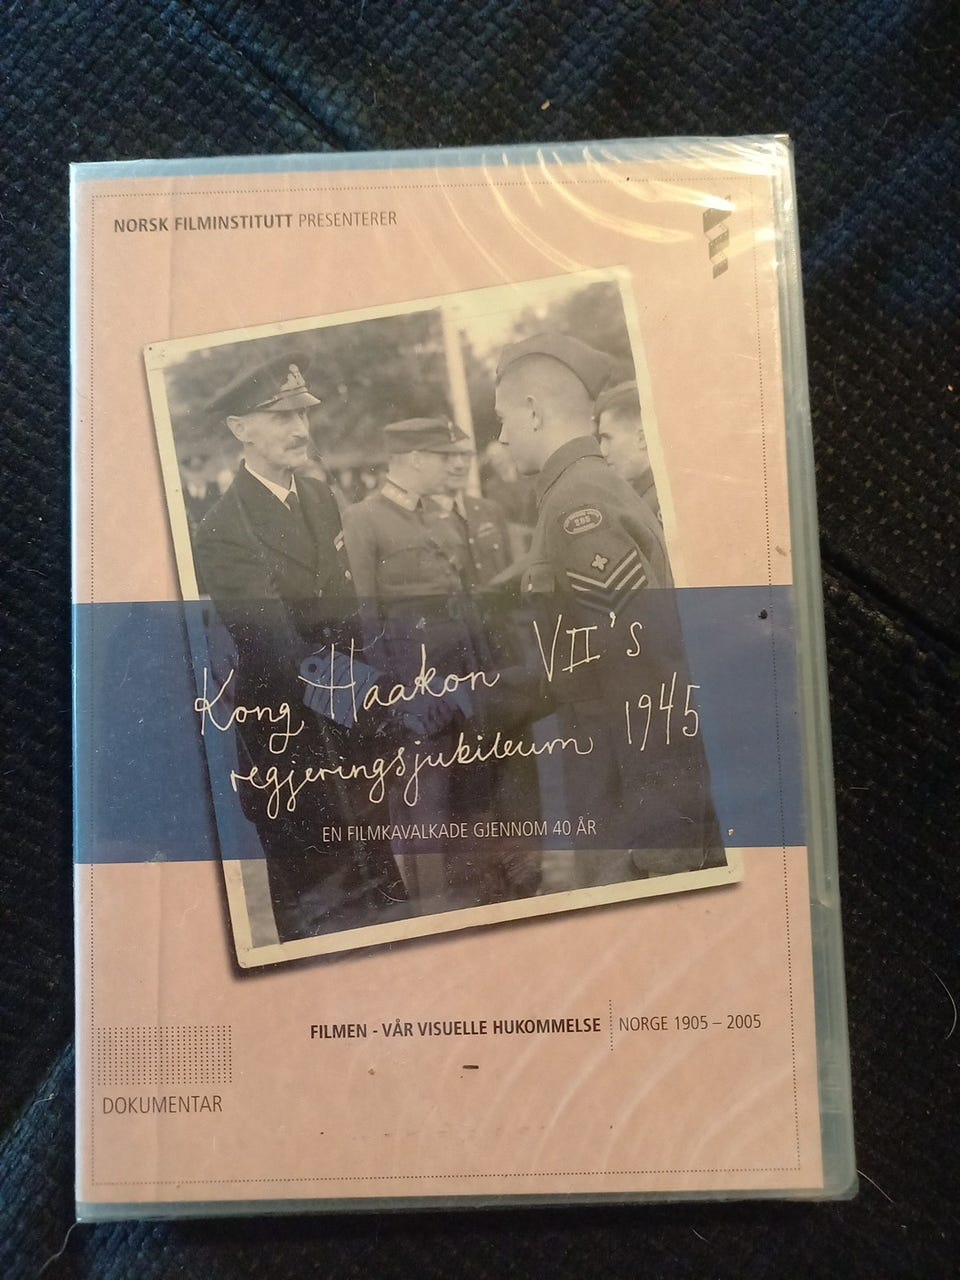 NORSK FILMINSTITUTT PRESENTERER
Kong Haakon VII's
regjeringsjubileum 1945
EN FILMKAVALKADE GJENNOM 40 ÅR
FILMEN - VÅR VISUELLE HUKOMMELSE NORGE 1905 – 2005
DOKUMENTAR